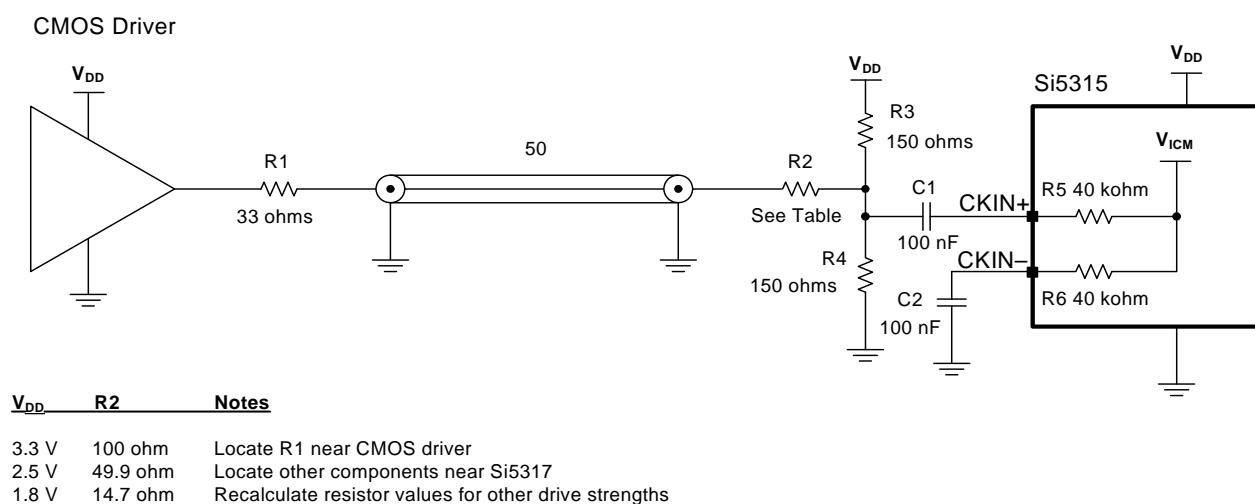 CMOS Driver
VDD
R1
33 ohms
50
R2
See Table
VDD
R3
150 ohms
R4
150 ohms
C1
100 nF
C2
100 nF
CKIN+
CKIN–
Si5315
VDD
VICM
R5 40 kohm
R6 40 kohm
VDD R2 Notes
3.3 V 100 ohm Locate R1 near CMOS driver
2.5 V 49.9 ohm Locate other components near Si5317
1.8 V 14.7 ohm Recalculate resistor values for other drive strengths